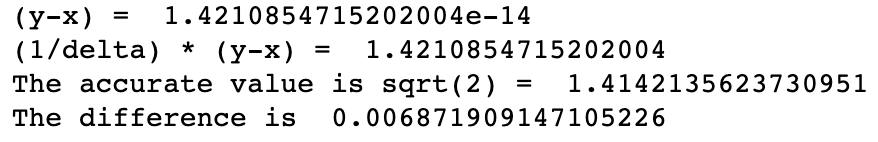 (y-x) =  1.4210854715202004e-14
(1/delta) * (y-x) =  1.4210854715202004
The accurate value is sqrt(2) =  1.4142135623730951
The difference is  0.006871909147105226